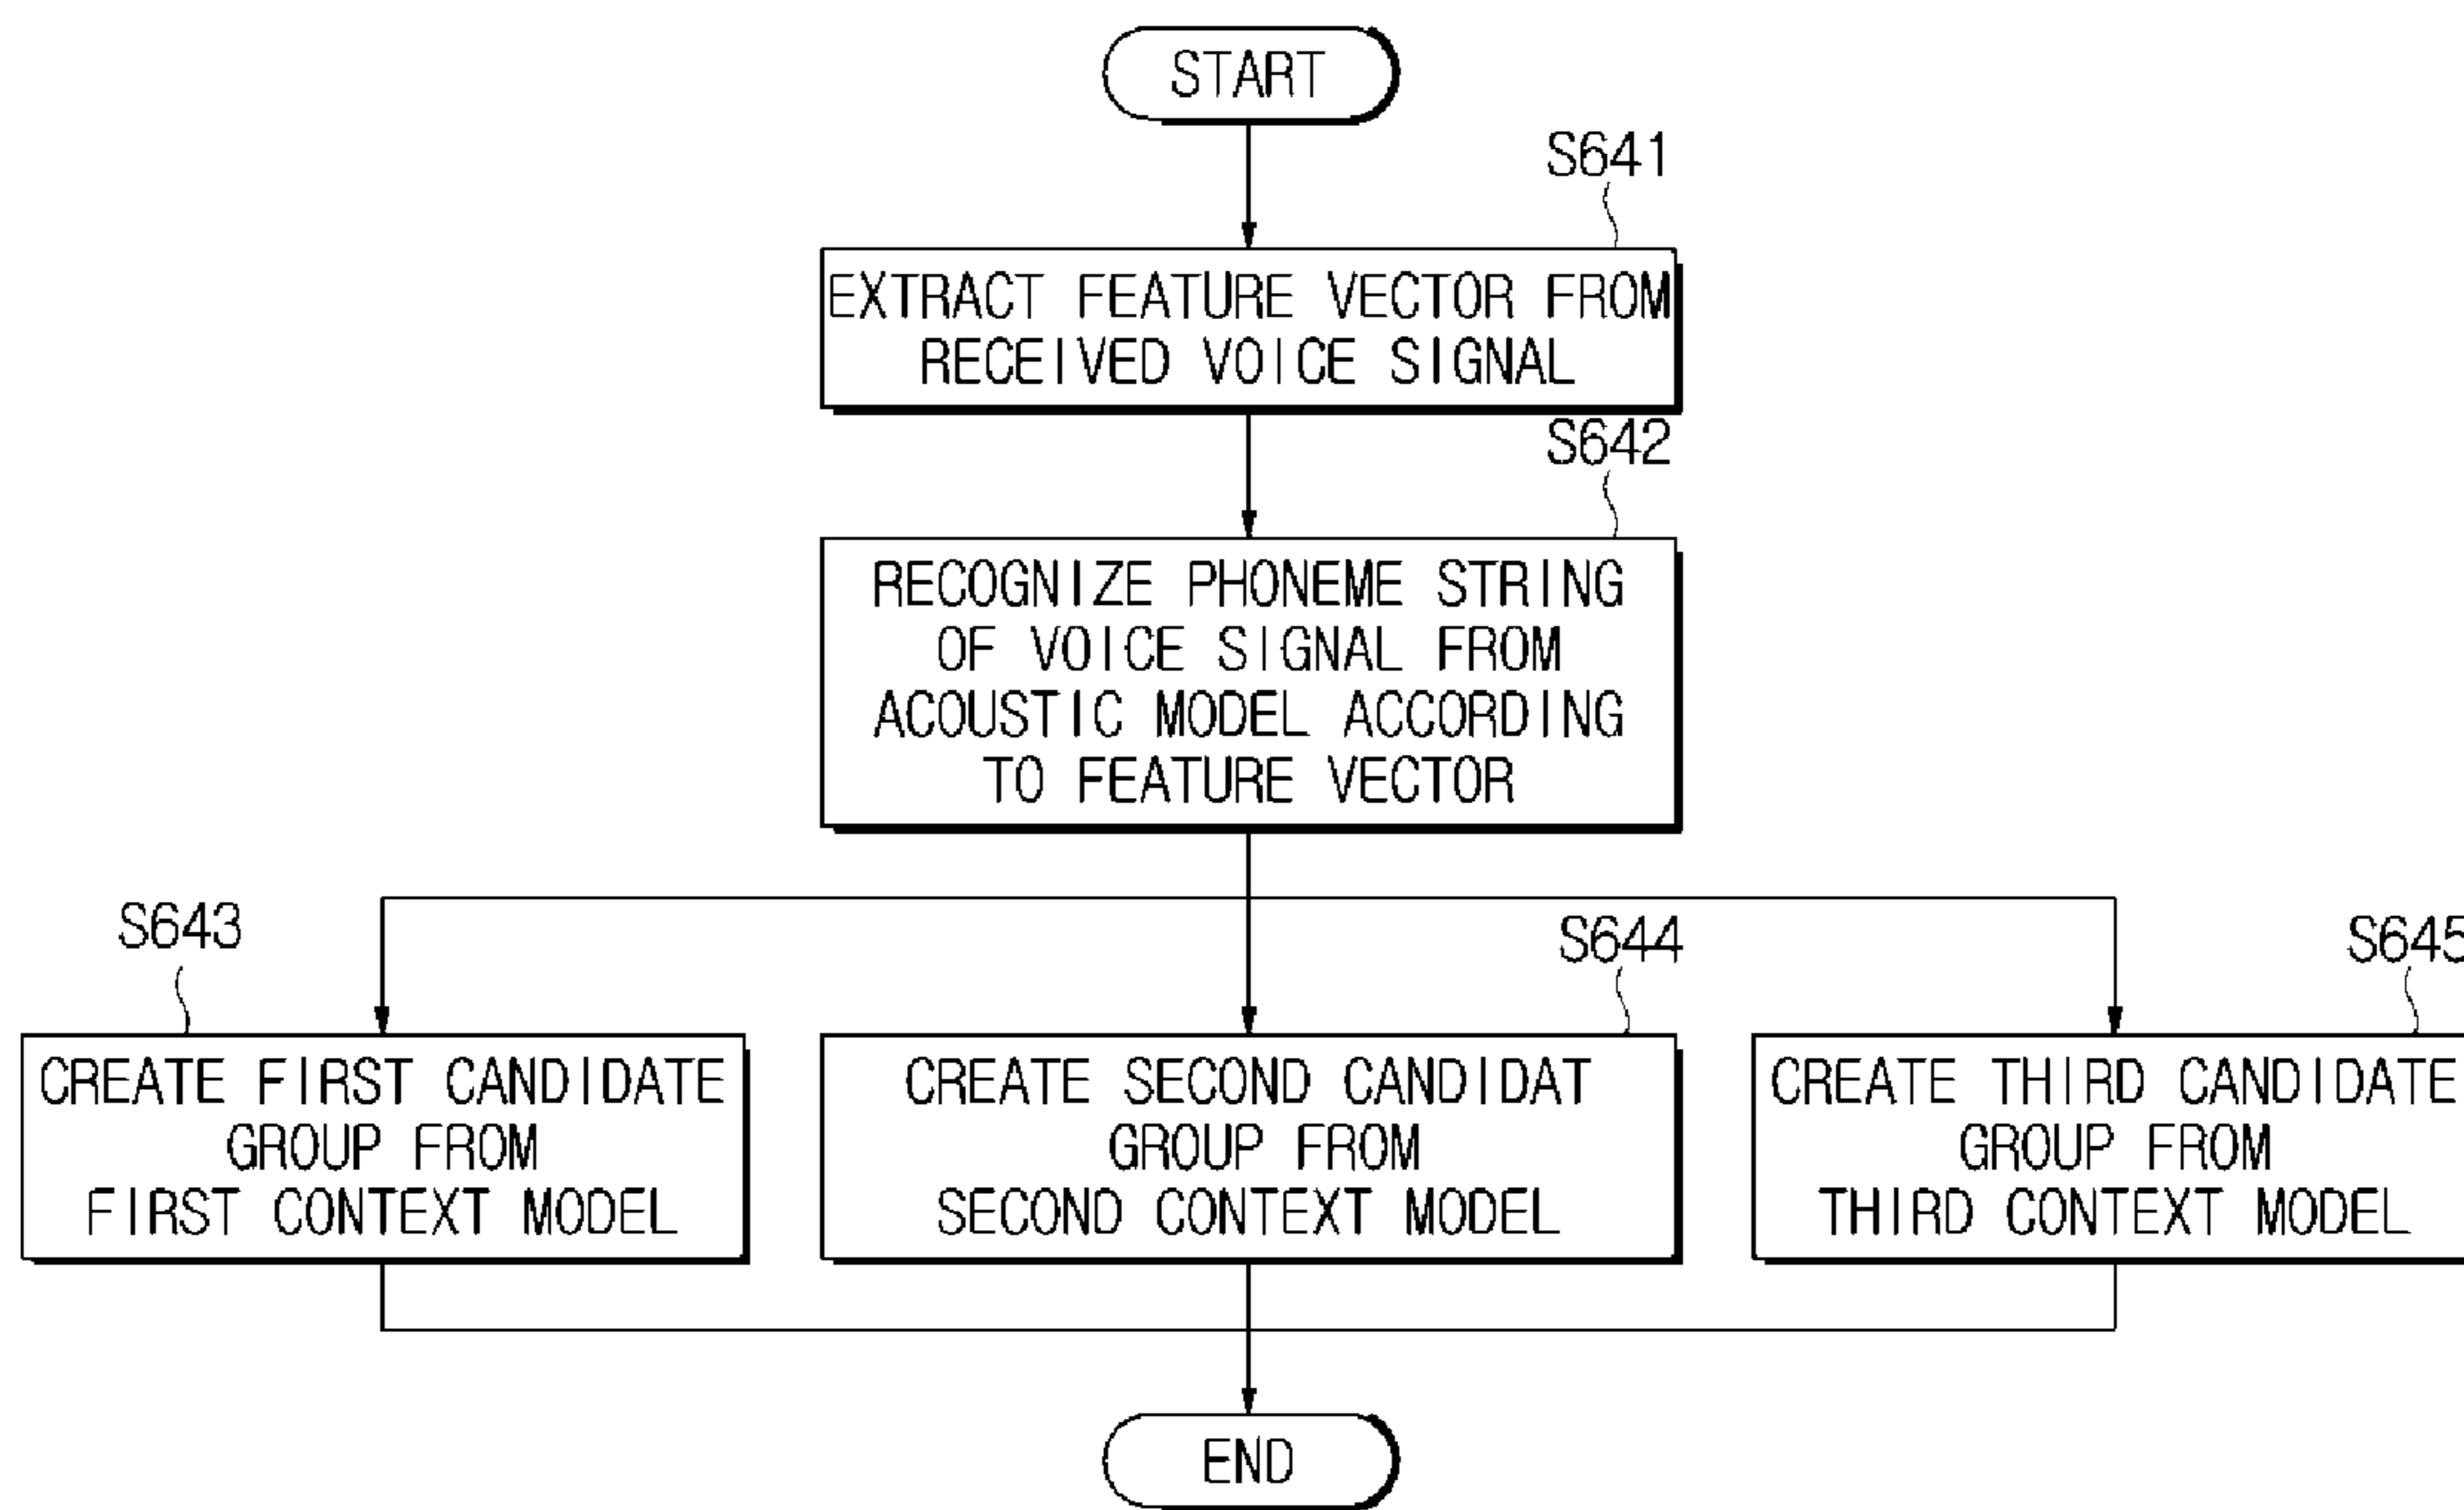 START
S641
EXTRACT FEATURE VECTOR FROM
RECEIVED VOICE SIGNAL
S642
RECOGNIZE PHONEME STRING
OF VOICE SIGNAL FROM
ACOUSTIC MODEL ACCORDING
TO FEATURE VECTOR
S643
CREATE FIRST CANDIDATE
GROUP FROM
FIRST CONTEXT MODEL
S644
CREATE SECOND CANDIDAT
GROUP FROM
SECOND CONTEXT MODEL
S645
CREATE THIRD CANDIDATE
GROUP FROM
THIRD CONTEXT MODEL
END